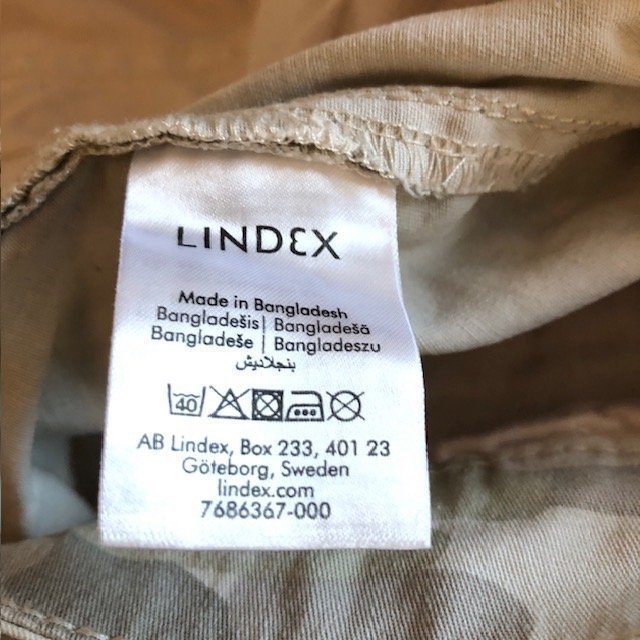 LINDEX
Made in Bangladesh
Bangladešis | Bangladešā
Bangladeše | Bangladeszu
بنجلاديش
40
AB Lindex, Box 233, 401 23
Göteborg, Sweden
lindex.com
7686367-000